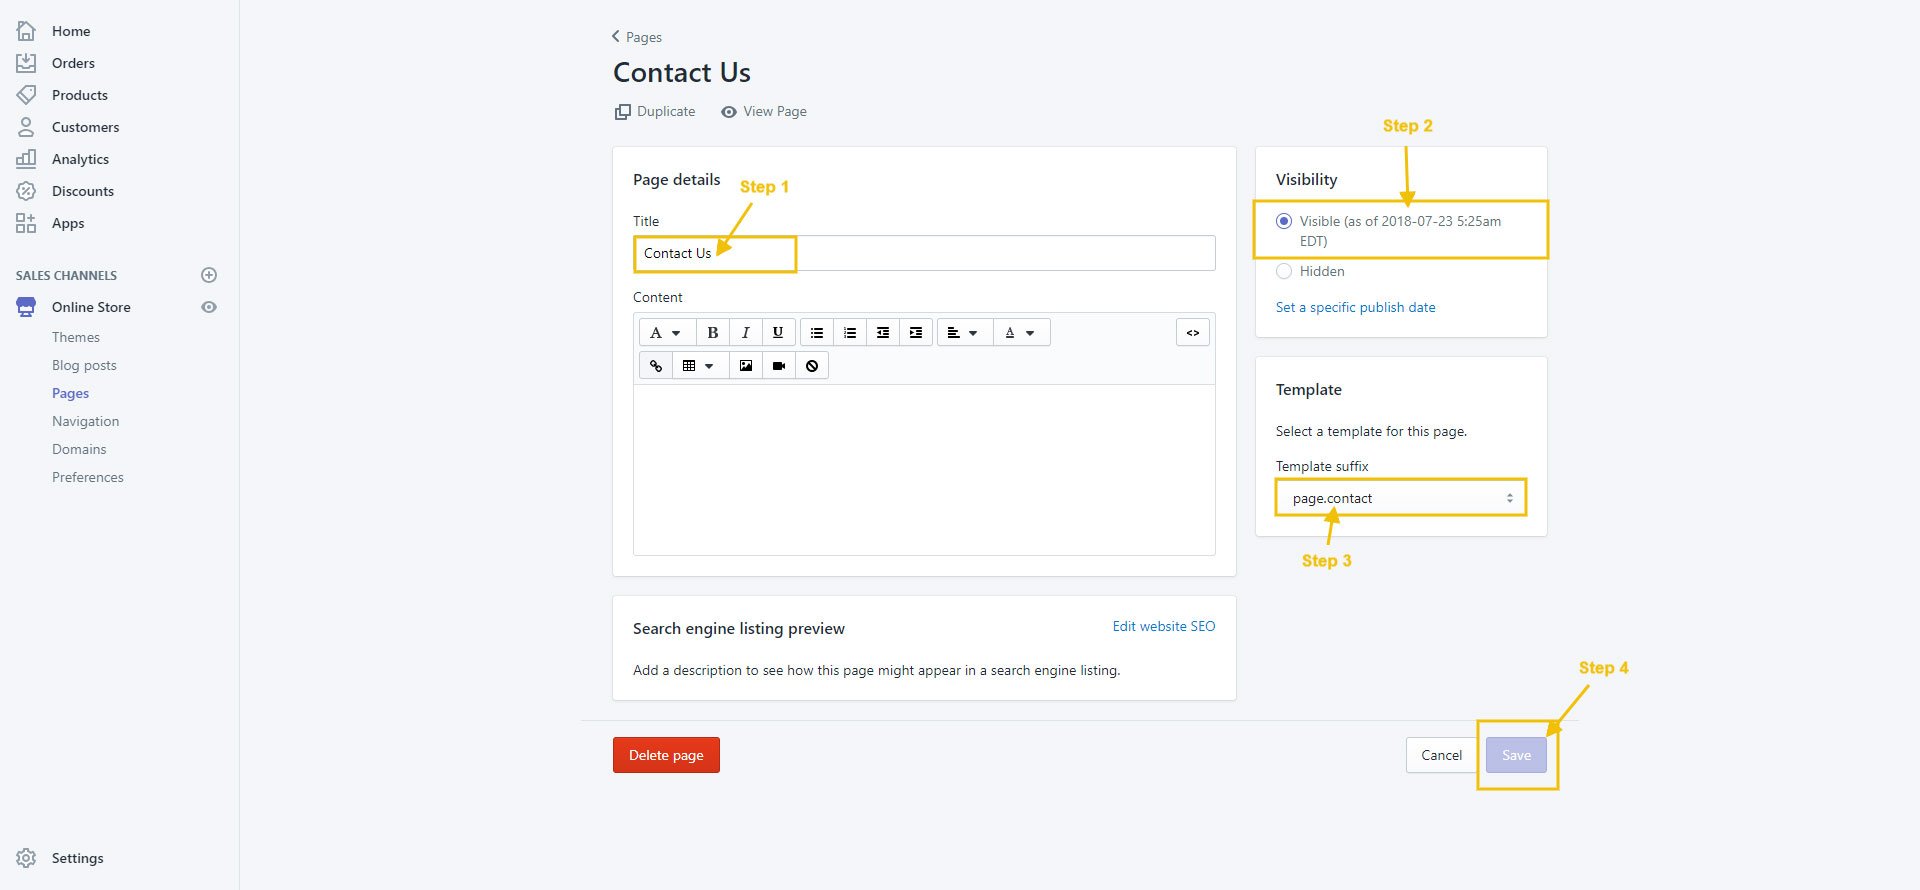 Home
Orders
Products
Customers
Analytics
Discounts
Apps
SALES CHANNELS
Online Store
Themes
Blog posts
Pages
Navigation
Domains
Preferences
Settings
Pages
Contact Us
Duplicate View Page
Page details
Step 1
Title
Contact Us
Content
A B I U A <>
Search engine listing preview Edit website SEO
Add a description to see how this page might appear in a search engine listing.
Step 2
Visibility
Visible (as of 2018-07-23 5:25am
EDT)
Hidden
Set a specific publish date
Template
Select a template for this page.
Template suffix
page.contact
Step 3
Step 4
Delete page Cancel Save